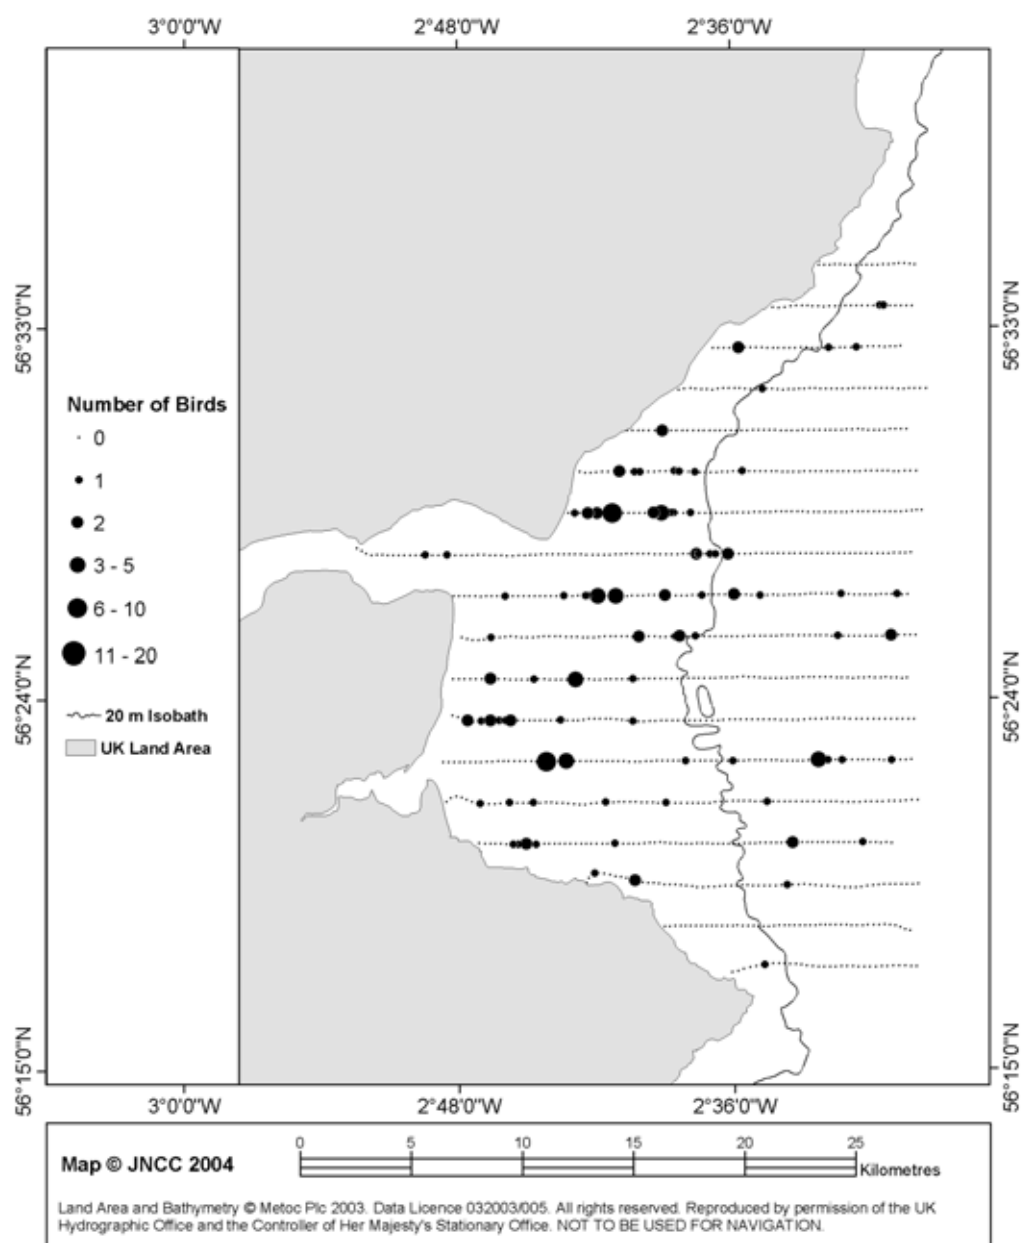 3°0'0"W 2°48'0"W 2°36'0"W
56°33'0"N
56°33'0"N
Number of Birds
0
1
2
3 - 5
6 - 10
11 - 20
20 m Isobath
UK Land Area
56°24'0"N
56°24'0"N
56°15'0"N
56°15'0"N
3°0'0"W 2°48'0"W 2°36'0"W
0 5 10 15 20 25
Map © JNCC 2004
Kilometres
Land Area and Bathymetry © Metoc Plc 2003. Data Licence 032003/005. All rights reserved. Reproduced by permission of the UK
Hydrographic Office and the Controller of Her Majesty's Stationary Office. NOT TO BE USED FOR NAVIGATION.